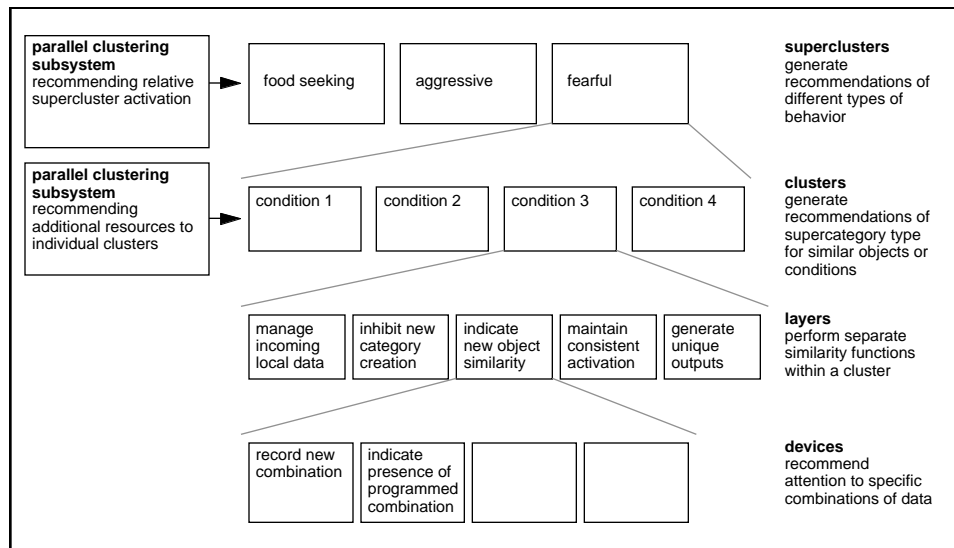 parallel clustering
subsystem
recommending relative
supercluster activation
food seeking
aggressive
fearful
superclusters
generate
recommendations of
different types of
behavior
parallel clustering
subsystem
recommending
additional resources to
individual clusters
condition 1
condition 2
condition 3
condition 4
clusters
generate
recommendations of
supercategory type
for similar objects or
conditions
manage
incoming
local data
inhibit new
category
creation
indicate
new object
similarity
maintain
consistent
activation
generate
unique
outputs
layers
perform separate
similarity functions
within a cluster
record new
combination
indicate
presence of
programmed
combination
devices
recommend
attention to specific
combinations of data